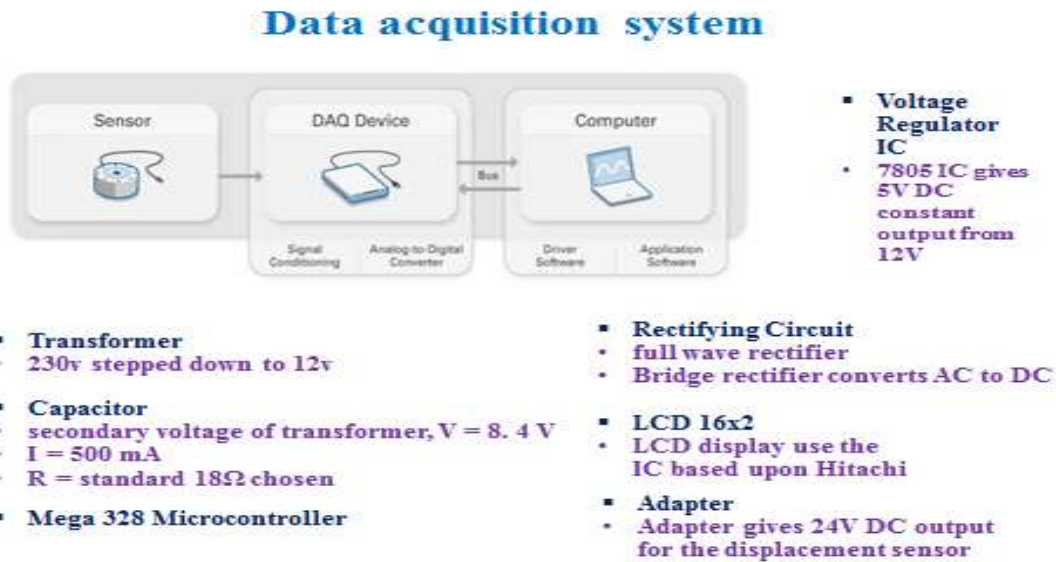 Data acquisition system
Sensor
DAQ Device
Computer
Bus
Signal
Conditioning
Analog-to-Digital
Converter
Driver
Software
Application
Software
▪ Voltage
Regulator
IC
• 7805 IC gives
5V DC
constant
output from
12V
▪ Transformer
• 230v stepped down to 12v
▪ Capacitor
• secondary voltage of transformer, V = 8. 4 V
• I = 500 mA
• R = standard 18Ω chosen
▪ Mega 328 Microcontroller
▪ Rectifying Circuit
• full wave rectifier
• Bridge rectifier converts AC to DC
▪ LCD 16x2
• LCD display use the
IC based upon Hitachi
▪ Adapter
• Adapter gives 24V DC output
for the displacement sensor